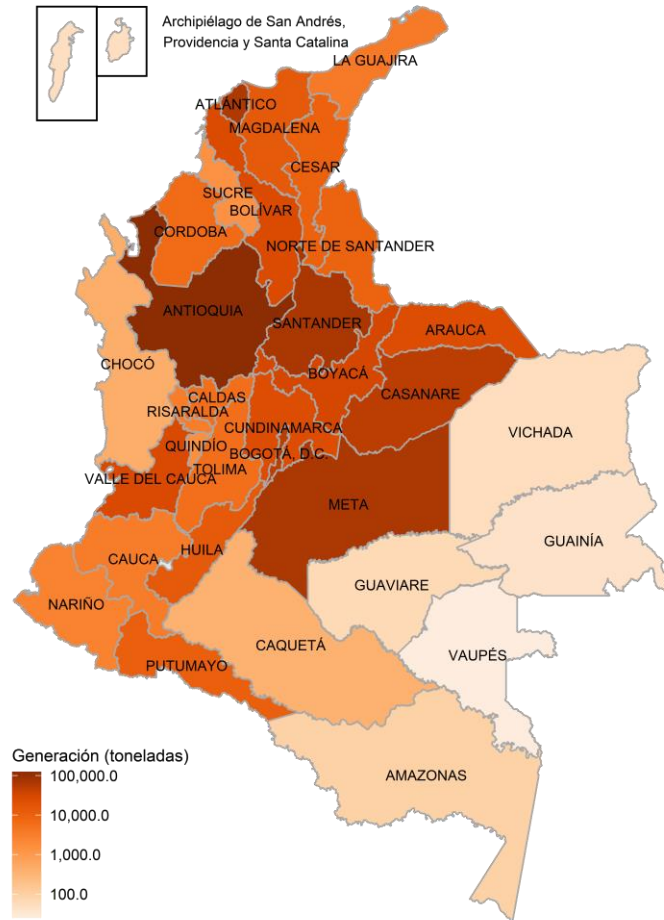 Archipiélago de San Andrés,
Providencia y Santa Catalina
LA GUAJIRA
ATLÁNTICO
MAGDALENA
CESAR
SUCRE
BOLÍVAR
CORDOBA
NORTE DE SANTANDER
ANTIOQUIA
SANTANDER
ARAUCA
CHOCÓ
BOYACÁ
CASANARE
CALDAS
RISARALDA
CUNDINAMARCA
VICHADA
QUINDÍO
BOGOTÁ, D.C.
TOLIMA
VALLE DEL CAUCA
META
GUAINÍA
CAUCA
HUILA
GUAVIARE
NARIÑO
CAQUETÁ
VAUPÉS
PUTUMAYO
AMAZONAS
Generación (toneladas)
100,000.0
10,000.0
1,000.0
100.0